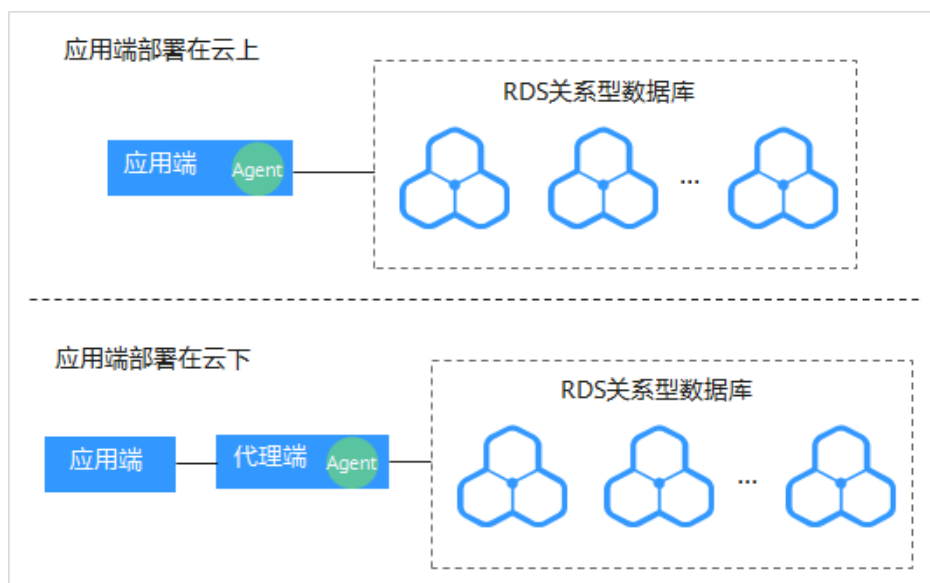 应用端部署在云上
RDS关系型数据库
应用端
Agent
...
应用端部署在云下
RDS关系型数据库
应用端
代理端
Agent
...